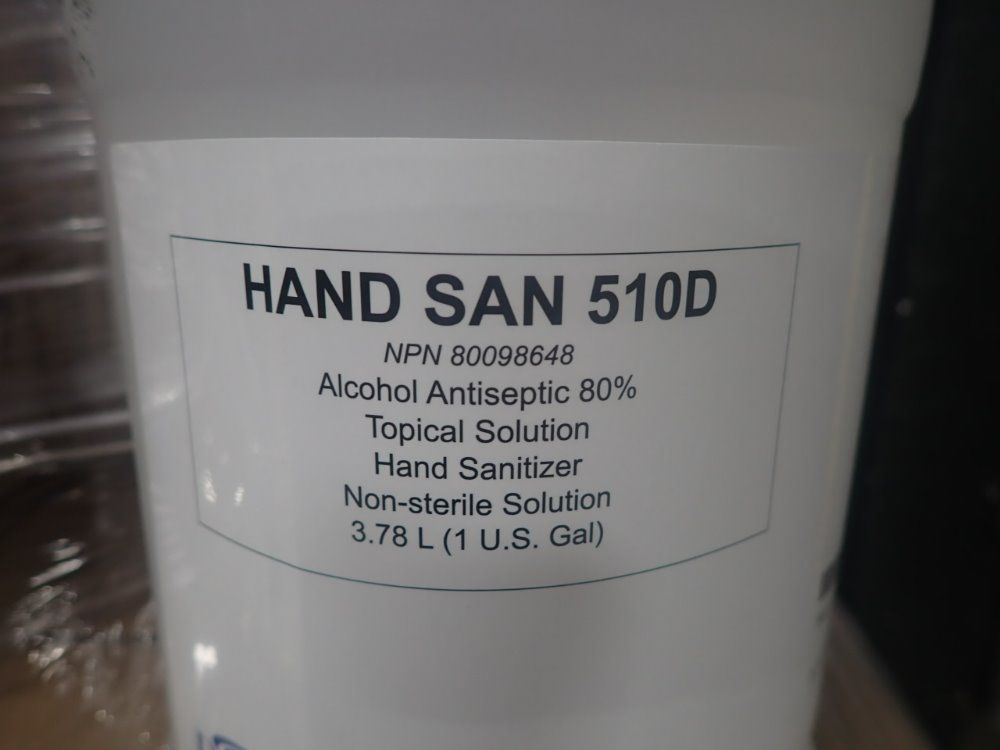 HAND SAN 510D
NPN 80098648
Alcohol Antiseptic 80%
Topical Solution
Hand Sanitizer
Non-sterile Solution
3.78 L (1 U.S. Gal)